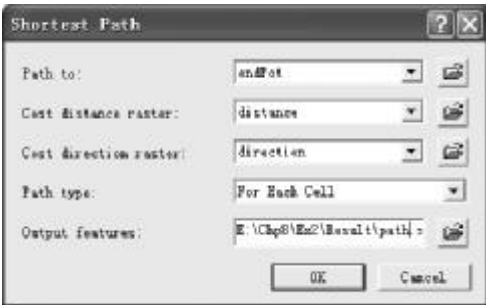 Shortest Path
Path to: endPot
Cost distance raster: distance
Cost direction raster: direction
Path type: For Each Cell
Output features: E:\Chp8\Ex2\Result\path
OK Cancel